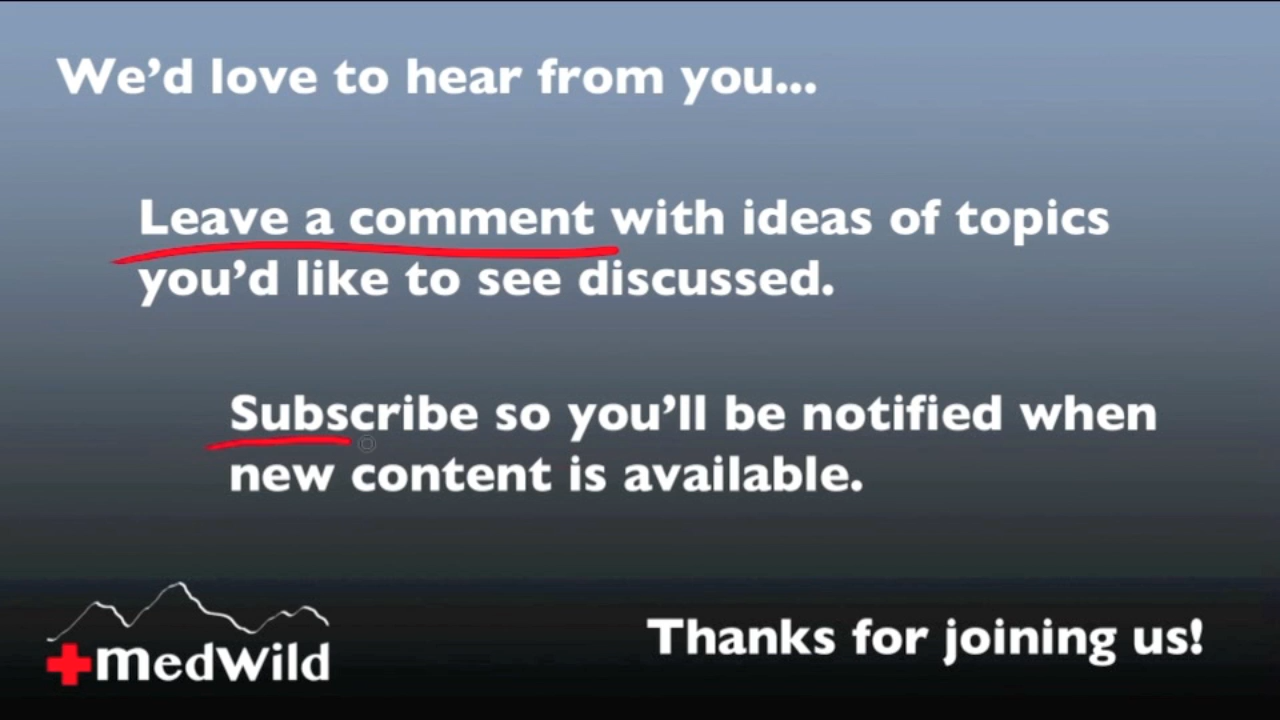 We’d love to hear from you...
Leave a comment with ideas of topics
you’d like to see discussed.
Subscribe so you’ll be notified when
new content is available.
medwild
Thanks for joining us!